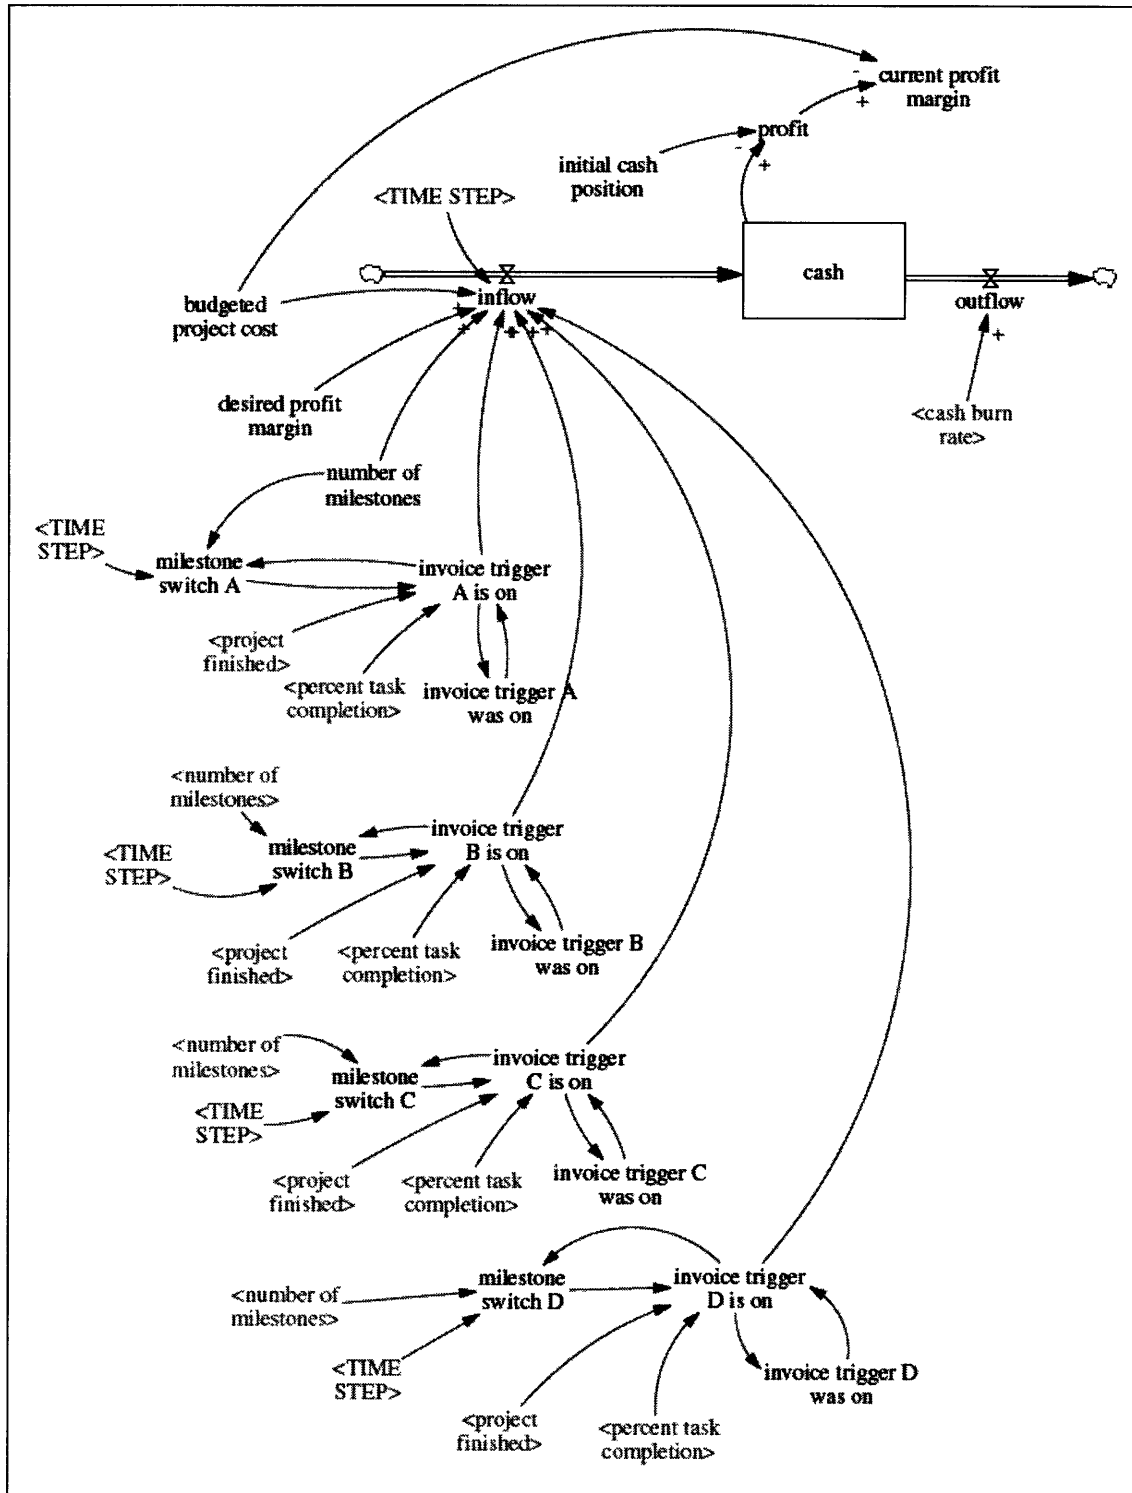 current profit
margin
profit
initial cash
position
<TIME STEP>
cash
inflow
outflow
budgeted
project cost
desired profit
margin
<cash burn
rate>
number of
milestones
<TIME
STEP>
milestone
switch A
invoice trigger
A is on
<project
finished>
<percent task
completion>
invoice trigger A
was on
<number of
milestones>
<TIME
STEP>
milestone
switch B
invoice trigger
B is on
<project
finished>
<percent task
completion>
invoice trigger B
was on
<number of
milestones>
<TIME
STEP>
milestone
switch C
invoice trigger
C is on
<project
finished>
<percent task
completion>
invoice trigger C
was on
<number of
milestones>
<TIME
STEP>
milestone
switch D
invoice trigger
D is on
<project
finished>
<percent task
completion>
invoice trigger D
was on